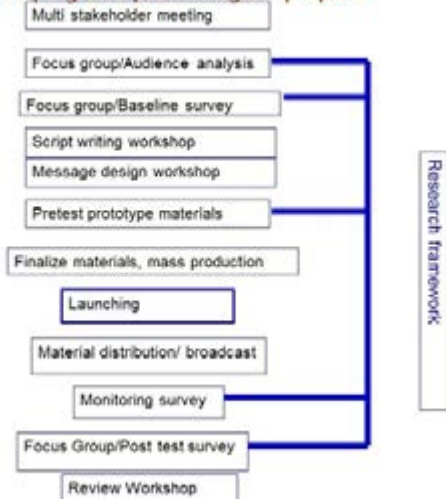 Multi stakeholder meeting
Focus group/Audience analysis
Focus group/Baseline survey
Script writing workshop
Message design workshop
Pretest prototype materials
Finalize materials, mass production
Launching
Material distribution/ broadcast
Monitoring survey
Focus Group/Post test survey
Review Workshop
Research framework